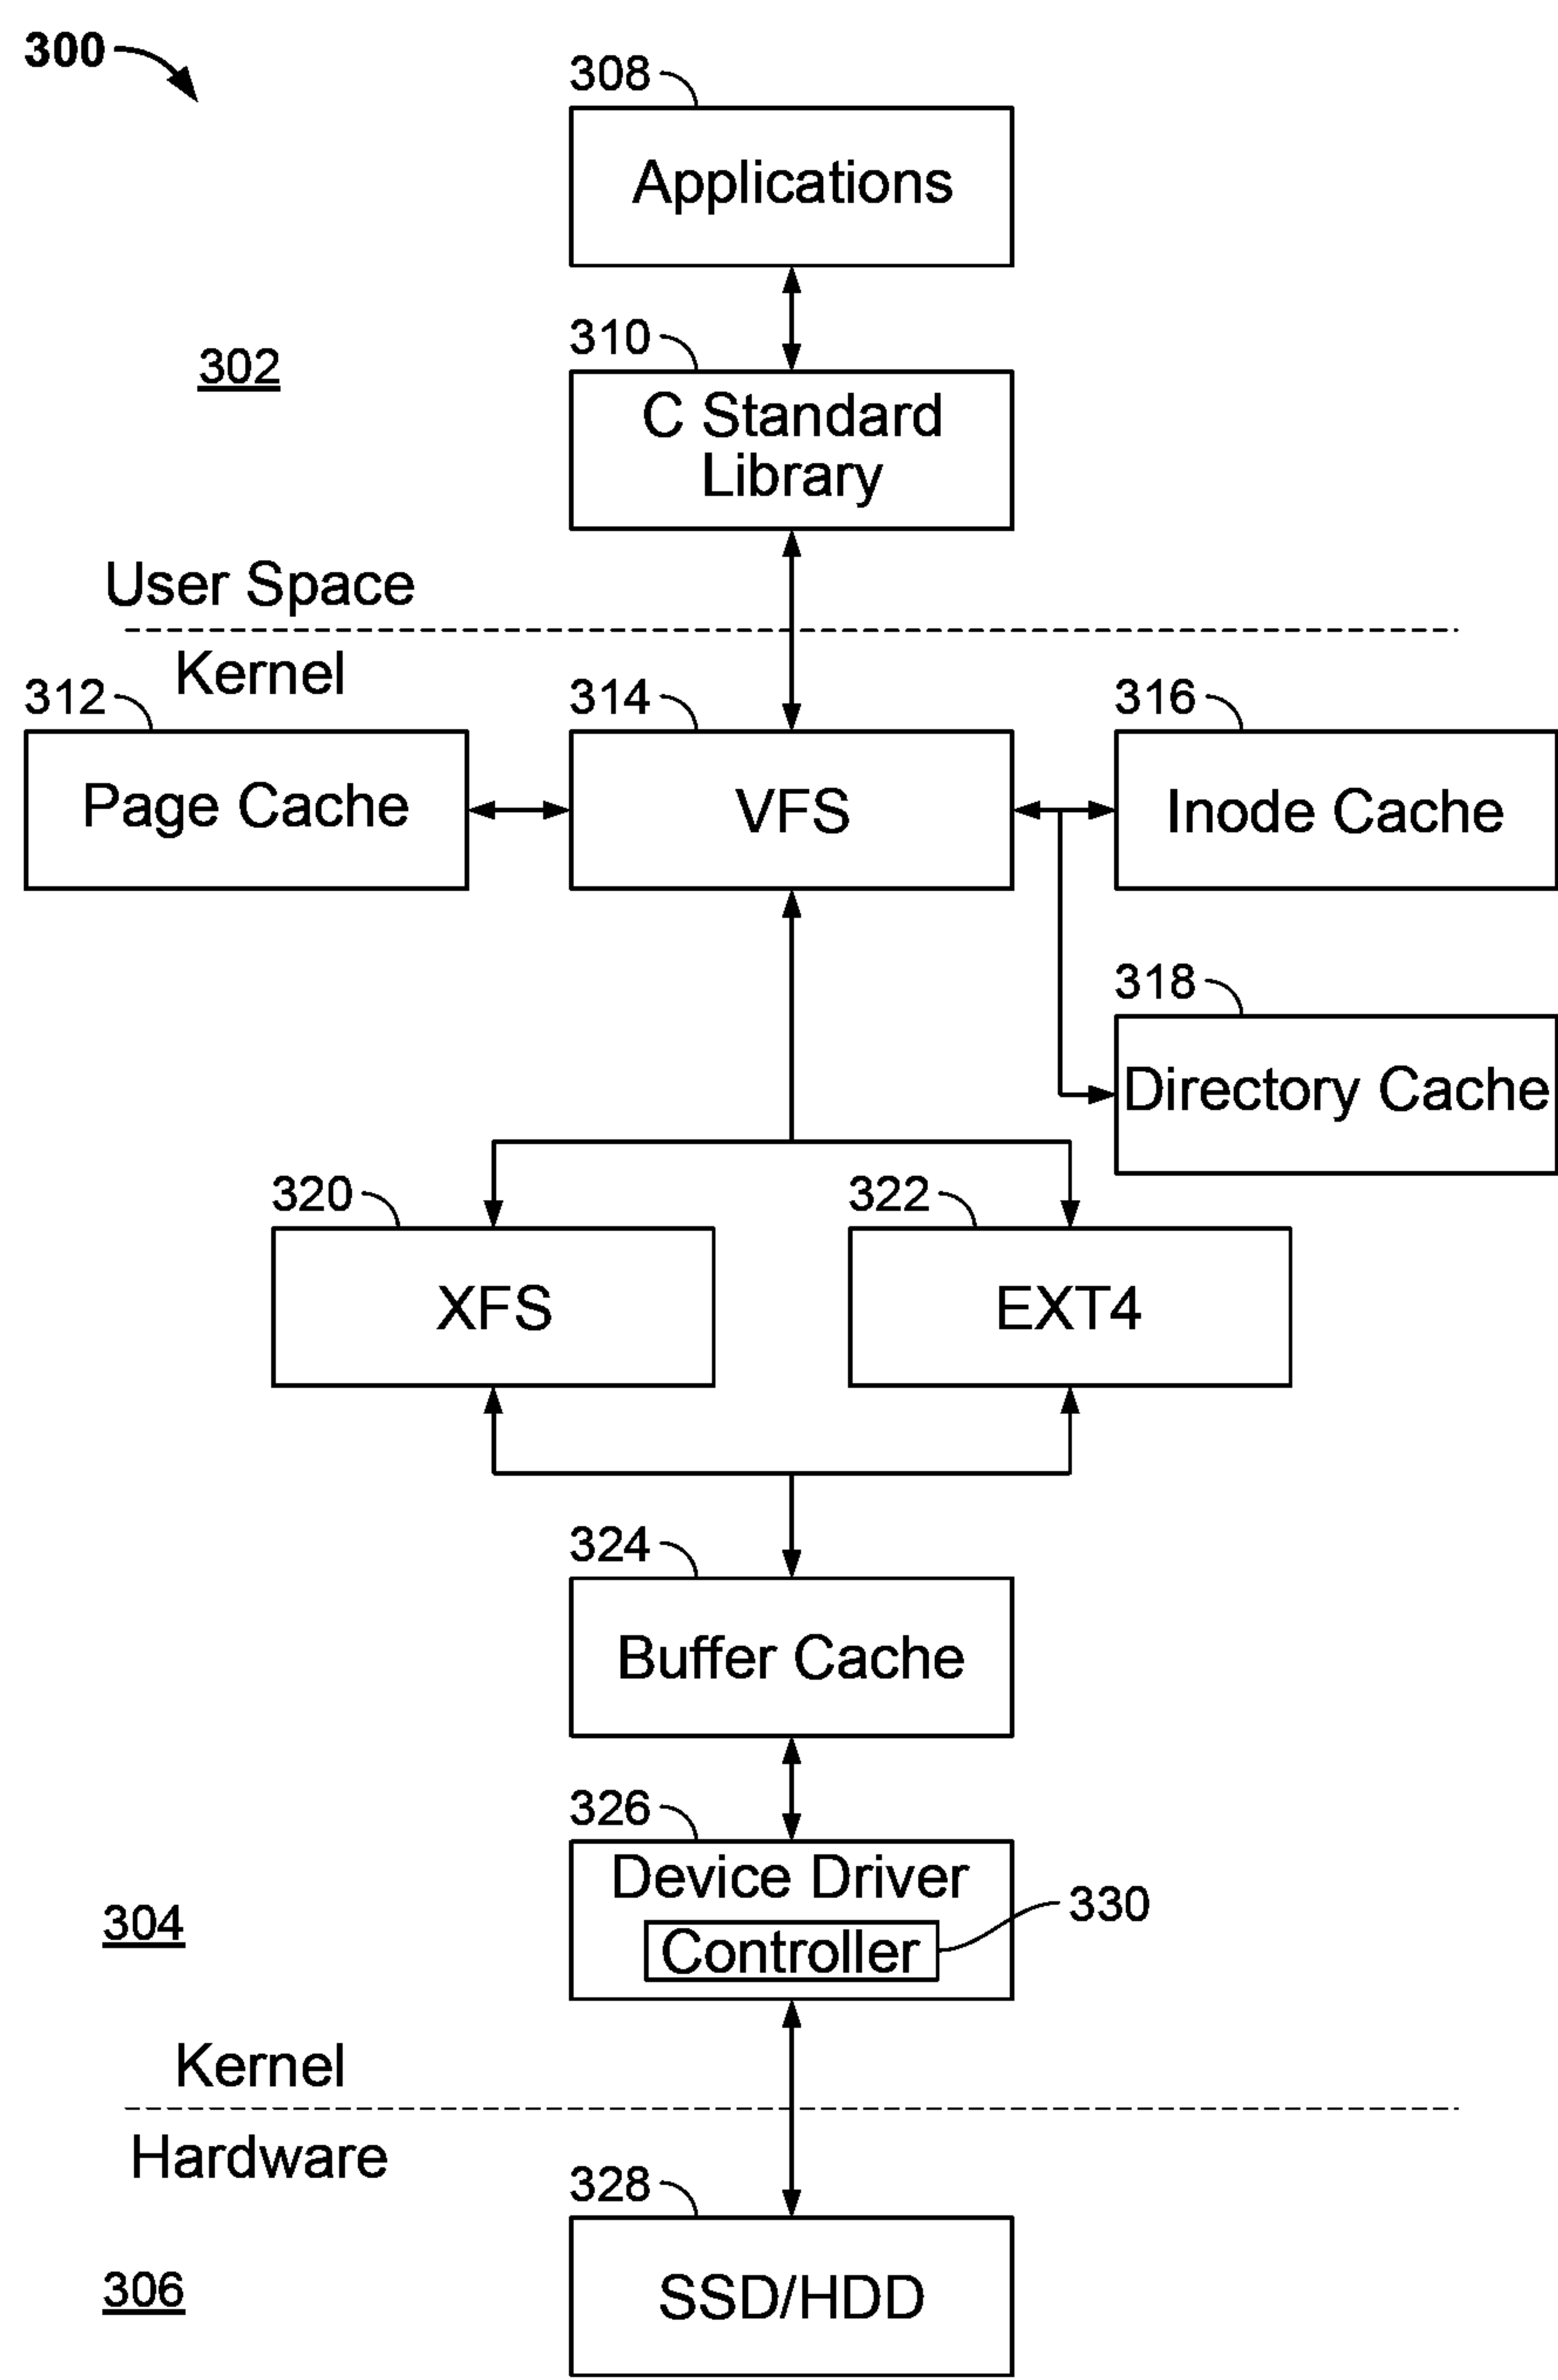 300
308
Applications
310
302
C Standard
Library
User Space
Kernel
312
314
316
Page Cache
VFS
Inode Cache
318
Directory Cache
320
322
XFS
EXT4
324
Buffer Cache
326
Device Driver
330
304
Controller
Kernel
Hardware
328
306
SSD/HDD